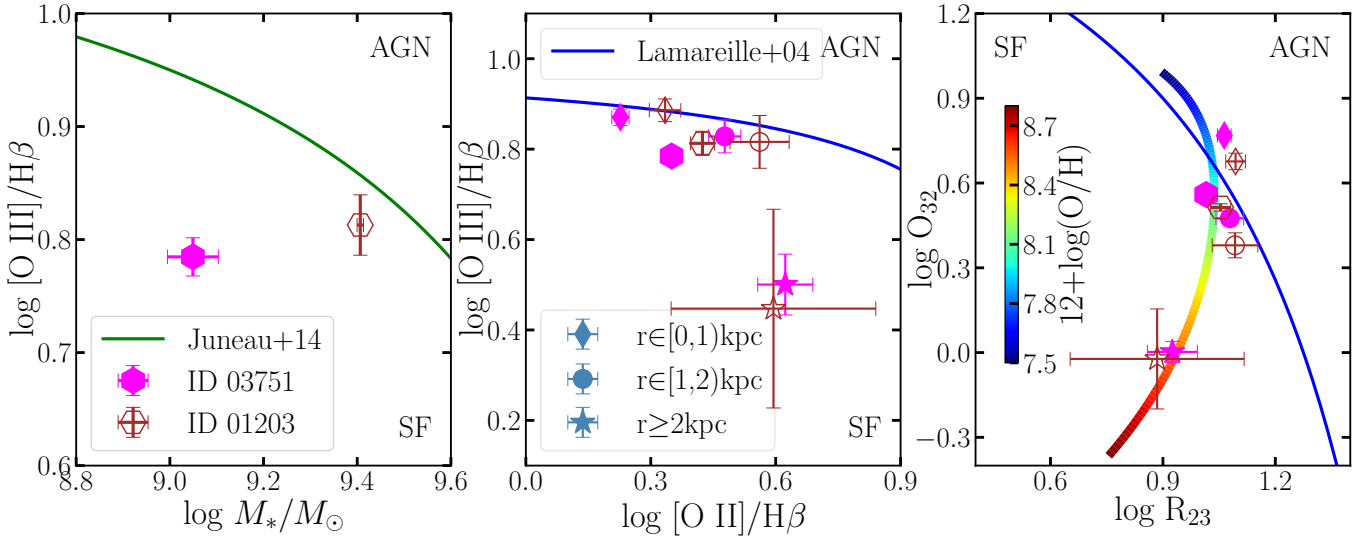 1.0
0.9
0.8
0.7
0.6
8.8
9.0
9.2
9.4
9.6
log [O III]/Hβ
log M*/M⊙
AGN
SF
Juneau+14
ID 03751
ID 01203
1.0
0.8
0.6
0.4
0.2
0.0
0.3
0.6
0.9
log [O III]/Hβ
log [O II]/Hβ
Lamareille+04
AGN
SF
r∈[0,1)kpc
r∈[1,2)kpc
r≥2kpc
1.2
0.9
0.6
0.3
0.0
−0.3
0.6
0.9
1.2
log O32
log R23
SF
AGN
8.7
8.4
8.1
7.8
7.5
12+log(O/H)